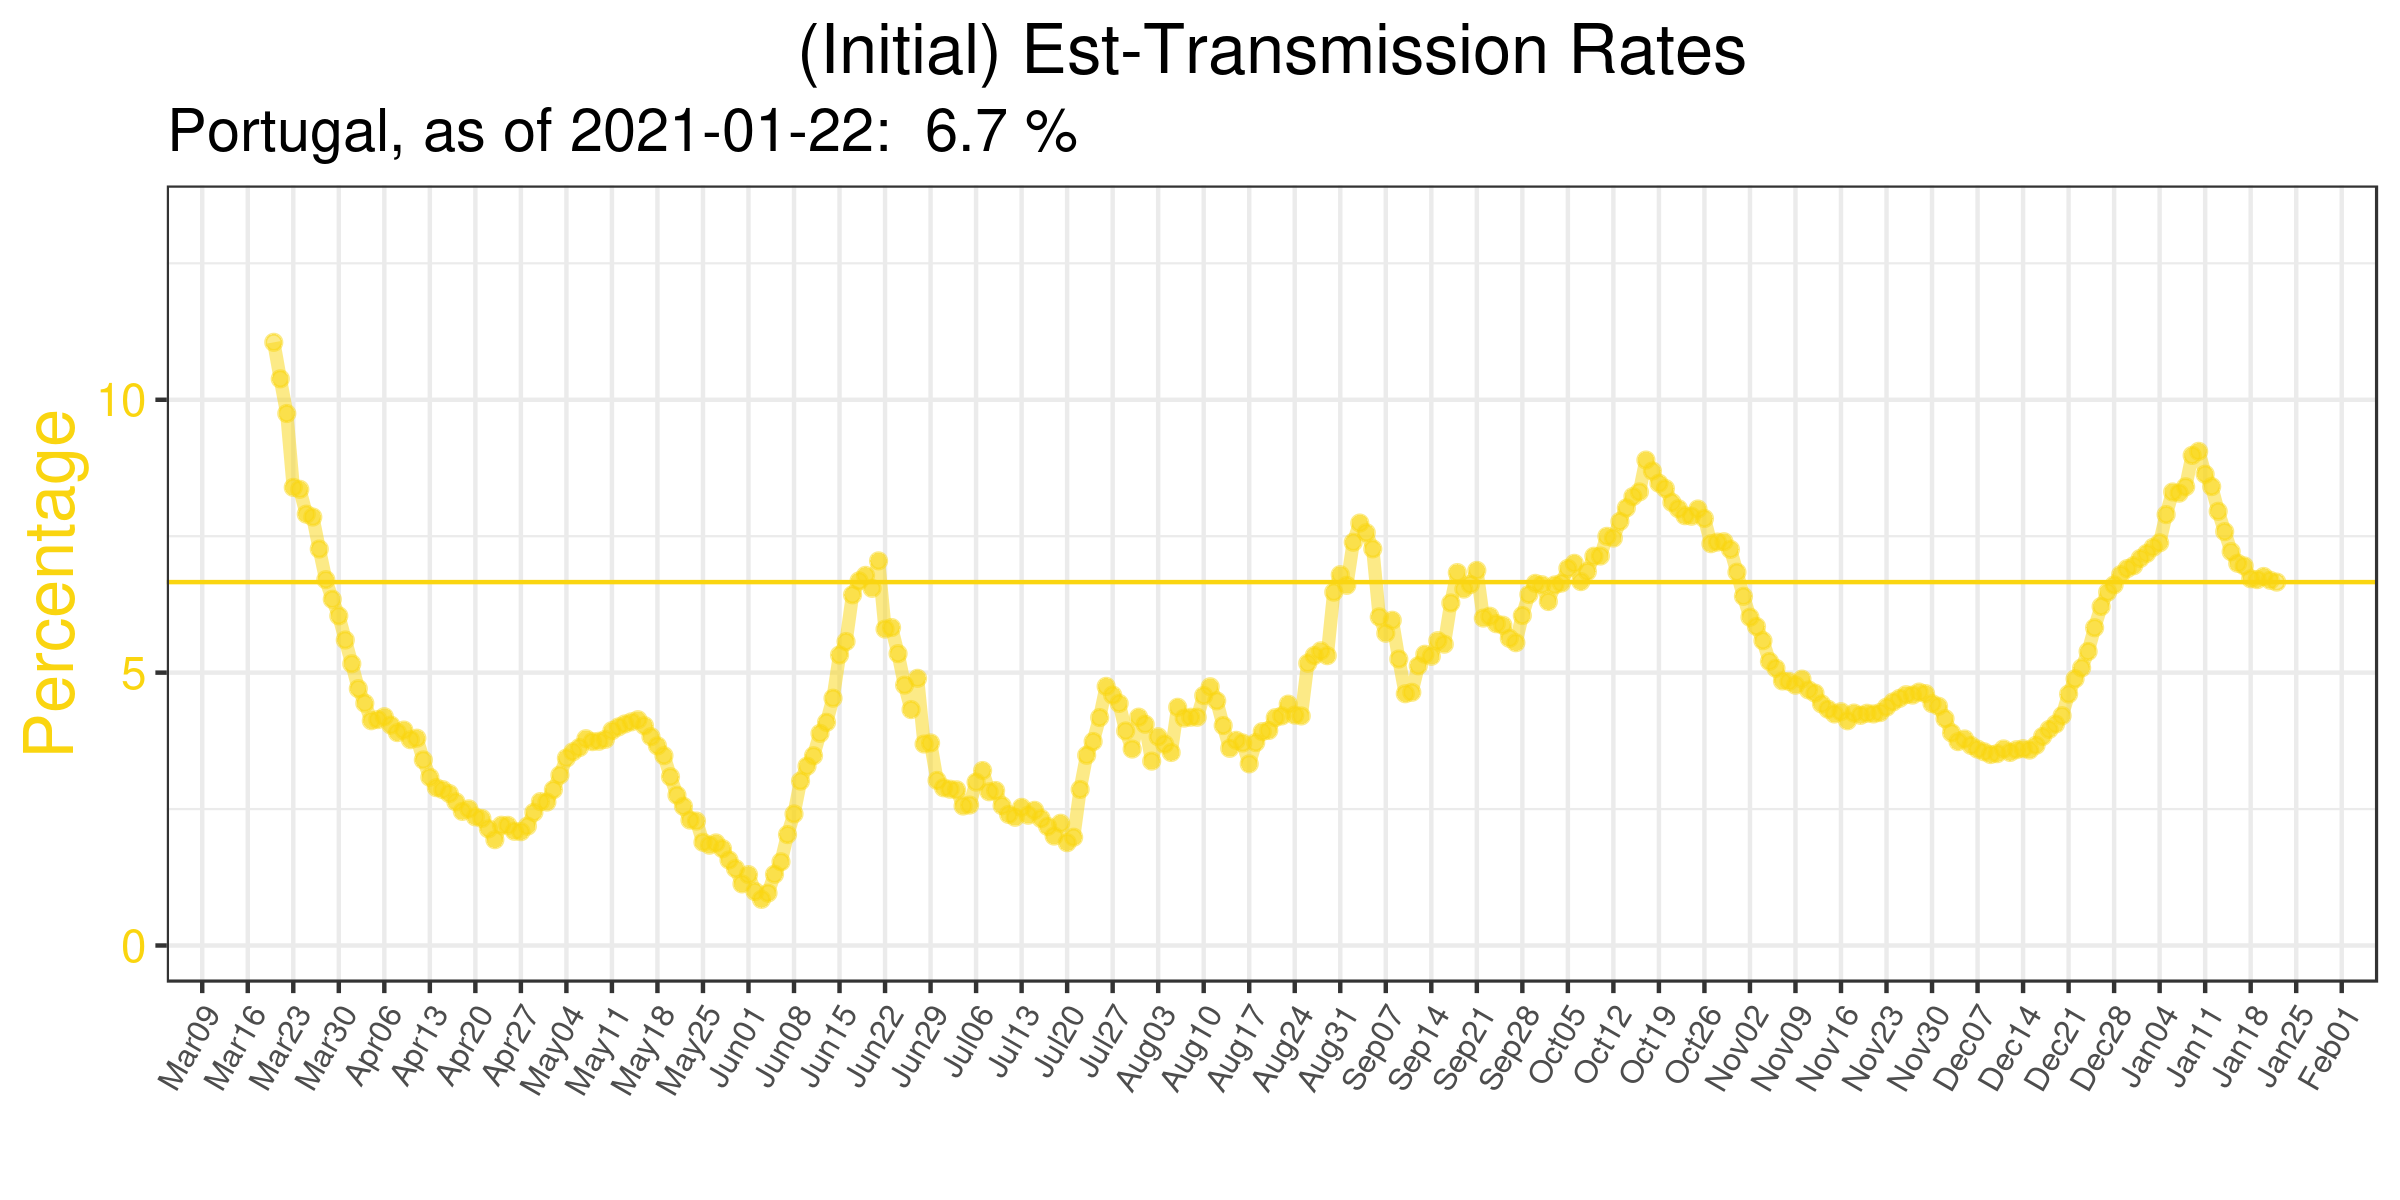 (Initial) Est-Transmission Rates
Portugal, as of 2021-01-22:  6.7 %
Percentage
10
5
0
Mar09
Mar16
Mar23
Mar30
Apr06
Apr13
Apr20
Apr27
May04
May11
May18
May25
Jun01
Jun08
Jun15
Jun22
Jun29
Jul06
Jul13
Jul20
Jul27
Aug03
Aug10
Aug17
Aug24
Aug31
Sep07
Sep14
Sep21
Sep28
Oct05
Oct12
Oct19
Oct26
Nov02
Nov09
Nov16
Nov23
Nov30
Dec07
Dec14
Dec21
Dec28
Jan04
Jan11
Jan18
Jan25
Feb01